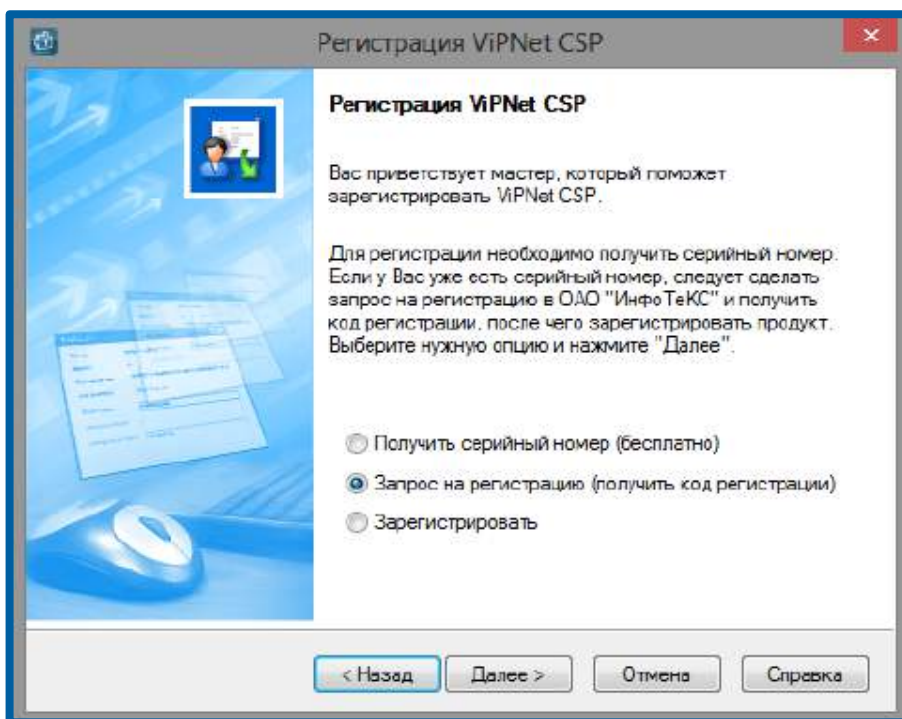 Регистрация ViPNet CSP
Регистрация ViPNet CSP
Вас приветствует мастер, который поможет
зарегистрировать ViPNet CSP.
Для регистрации необходимо получить серийный номер.
Если у Вас уже есть серийный номер, следует сделать
запрос на регистрацию в ОАО "ИнфоТеКС" и получить
код регистрации, после чего зарегистрировать продукт.
Выберите нужную опцию и нажмите "Далее".
Получить серийный номер (бесплатно)
Запрос на регистрацию (получить код регистрации)
Зарегистрировать
< Назад
Далее >
Отмена
Справка